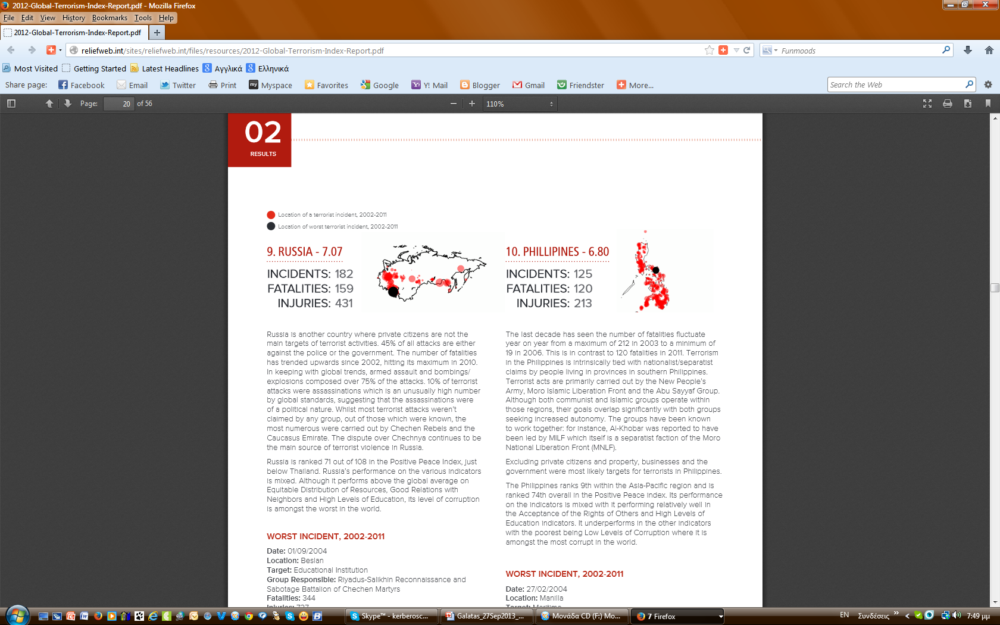 2012-Global-Terrorism-Index-Report.pdf - Mozilla Firefox
File Edit View History Bookmarks Tools Help
2012-Global-Terrorism-Index-Report.pdf
reliefweb.int/sites/reliefweb.int/files/resources/2012-Global-Terrorism-Index-Report.pdf
Funmoods
Most Visited Getting Started Latest Headlines Αγγλικά Ελληνικά
Share page: Facebook Email Twitter Print Myspace Favorites Google Y! Mail Blogger Gmail Friendster More...
Search the Web
Page: 20 of 56
110%
02
RESULTS
Location of a terrorist incident, 2002-2011
Location of worst terrorist incident, 2002-2011
9. RUSSIA - 7.07
INCIDENTS: 182
FATALITIES: 159
INJURIES: 431
Russia is another country where private citizens are not the
main targets of terrorist activities. 45% of all attacks are either
against the police or the government. The number of fatalities
has trended upwards since 2002, hitting its maximum in 2010.
In keeping with global trends, armed assault and bombings/
explosions composed over 75% of the attacks. 10% of terrorist
attacks were assassinations which is an unusually high number
by global standards, suggesting that the assassinations were
of a political nature. Whilst most terrorist attacks weren't
claimed by any group, out of those which were known, the
most numerous were carried out by Chechen Rebels and the
Caucasus Emirate. The dispute over Chechnya continues to be
the main source of terrorist violence in Russia.
Russia is ranked 71 out of 108 in the Positive Peace Index, just
below Thailand. Russia's performance on the various indicators
is mixed. Although it performs above the global average on
Equitable Distribution of Resources, Good Relations with
Neighbors and High Levels of Education, its level of corruption
is amongst the worst in the world.
WORST INCIDENT, 2002-2011
Date: 01/09/2004
Location: Beslan
Target: Educational Institution
Group Responsible: Riyadus-Salikhin Reconnaissance and
Sabotage Battalion of Chechen Martyrs
Fatalities: 344
Injuries: 727
10. PHILLIPINES - 6.80
INCIDENTS: 125
FATALITIES: 120
INJURIES: 213
The last decade has seen the number of fatalities fluctuate
year on year from a maximum of 212 in 2003 to a minimum of
19 in 2006. This is in contrast to 120 fatalities in 2011. Terrorism
in the Philippines is intrinsically tied with nationalist/separatist
claims by people living in provinces in southern Philippines.
Terrorist acts are primarily carried out by the New People's
Army, Moro Islamic Liberation Front and the Abu Sayyaf Group.
Although both communist and Islamic groups operate within
those regions, their goals overlap significantly with both groups
seeking increased autonomy. The groups have been known
to work together: for instance, Al-Khobar was reported to have
been led by MILF which itself is a separatist faction of the Moro
National Liberation Front (MNLF).
Excluding private citizens and property, businesses and the
government were most likely targets for terrorists in Philippines.
The Philippines ranks 9th within the Asia-Pacific region and is
ranked 74th overall in the Positive Peace Index. Its performance
on the indicators is mixed with it performing relatively well in
the Acceptance of the Rights of Others and High Levels of
Education indicators. It underperforms in the other indicators
with the poorest being Low Levels of Corruption where it is
amongst the most corrupt in the world.
WORST INCIDENT, 2002-2011
Date: 27/02/2004
Location: Manilla
Target: Maritime
Skype™ - kerberosc... Galatas_27Sep2013_... Μονάδα CD (F:) Mo... 7 Firefox
EN Συνδέσεις 7:49 μμ